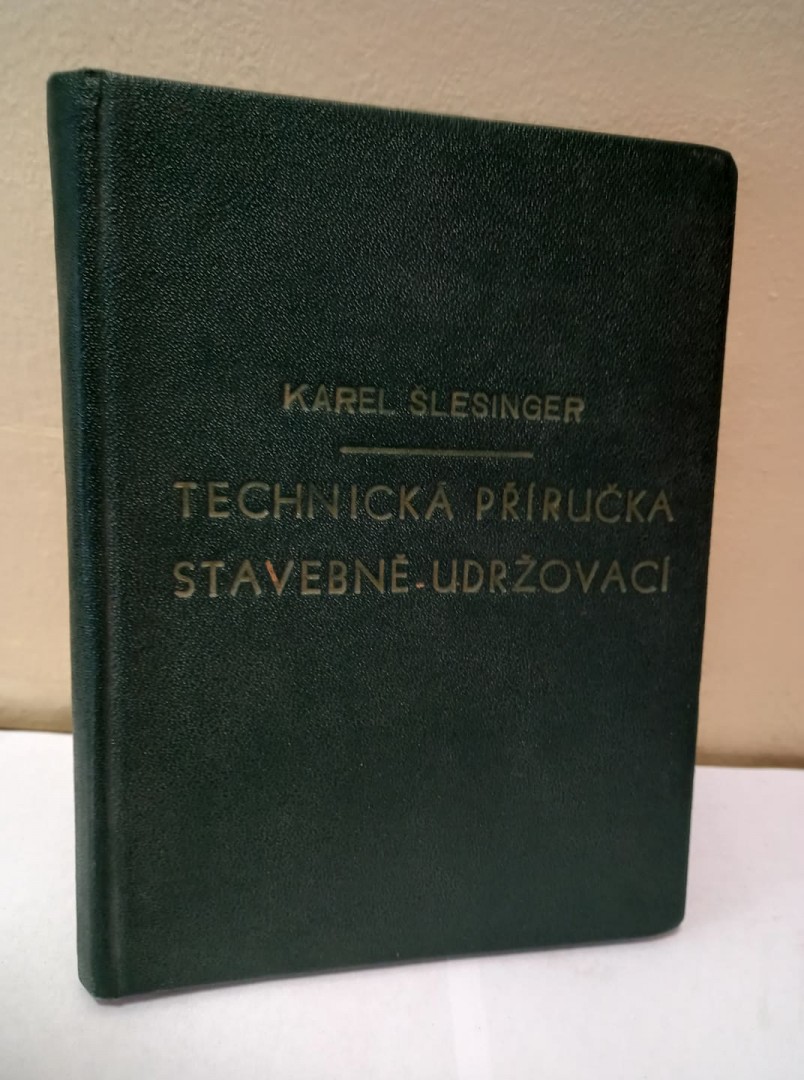 KAREL ŠLESINGER
TECHNICKÁ PŘÍRUČKA
STAVEBNĚ-UDRŽOVACÍ